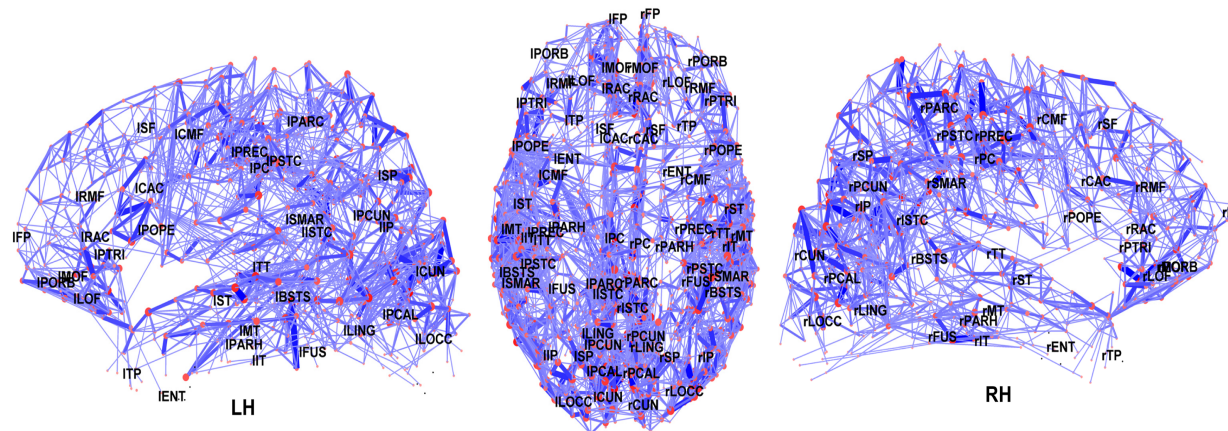 lSF
lCMF
lPARC
lPREC
lPSTC
lPC
lSP
lRMF
lCAC
lSMAR
lPCUN
lISTC
lIP
lFP
lRAC
lPOPE
lPTRI
lMOF
lPORB
lLOF
lTT
lCUN
lST
lBSTS
lPCAL
lMT
lLING
lLOCC
lPARH
lIT
lFUS
lTP
lENT
LH
lFP
rFP
lPORB
rPORB
lMOF
rMOF
lLOF
rLOF
lRMF
lRAC
rRMF
rRAC
lPTRI
rPTRI
lTP
lSF
rSF
rTP
lPOPE
lCAC
rCAC
rPOPE
lENT
rENT
lCMF
rCMF
lST
rST
lPARH
lMT
lPREC
rPREC
rTT
rMT
lIT
lTT
lPC
rPC
rPARH
rIT
lPSTC
rPSTC
lBSTS
rSMAR
lSMAR
lFUS
lPARC
rPARC
rFUS
rBSTS
lISTC
rISTC
lLING
rPCUN
lPCUN
rLING
lIP
lSP
rSP
rIP
lPCAL
rPCAL
lLOCC
lCUN
rCUN
rLOCC
rPARC
rCMF
rSF
rPSTC
rPREC
rSP
rPC
rPCUN
rSMAR
rCAC
rRMF
rIP
rISTC
rPOPE
rRAC
rCUN
rBSTS
rTT
rPTRI
rPCAL
rST
rLOF
rLOCC
rLING
rMT
rPARH
rFUS
rIT
rENT
rTP
RH